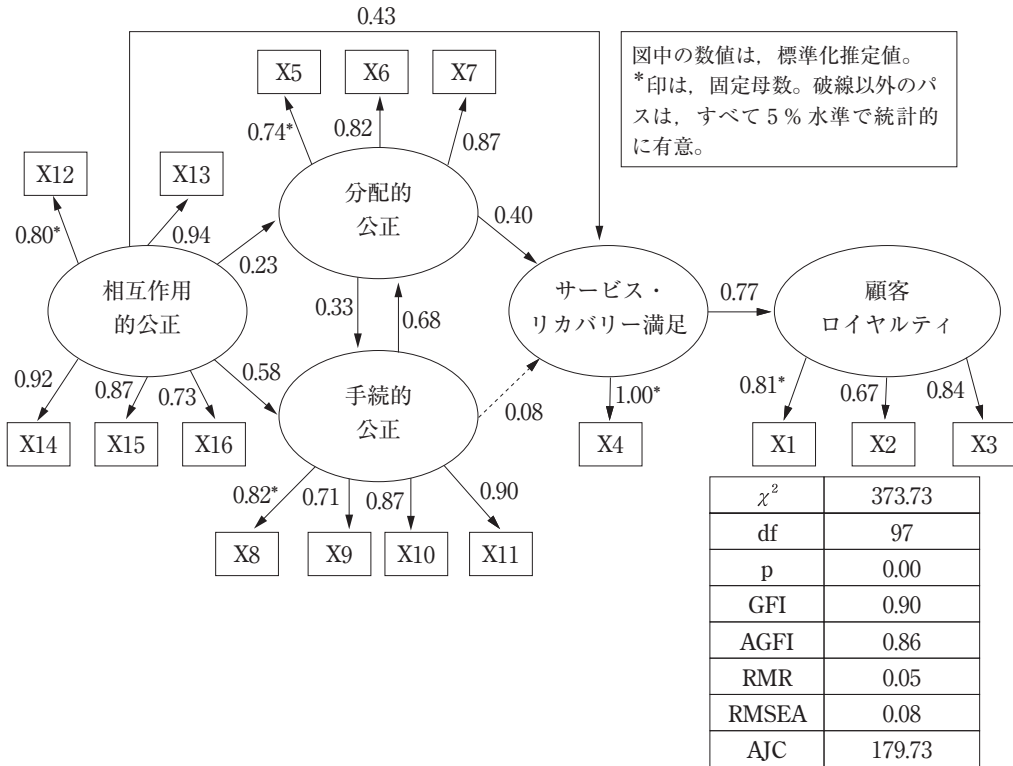 0.43
図中の数値は，標準化推定値。
*印は，固定母数。破線以外のパ
スは，すべて5％水準で統計的
に有意。
X5 X6 X7
0.74* 0.82 0.87
X12 X13
分配的
公正
0.80* 0.94 0.23
0.40
相互作用
的公正
0.33 0.68
サービス・
リカバリー満足
0.77
顧客
ロイヤルティ
0.92 0.87 0.73 0.58
手続的
公正
0.08 1.00* 0.81* 0.67 0.84
X14 X15 X16 X4 X1 X2 X3
0.82* 0.71 0.87 0.90
X8 X9 X10 X11
χ² 373.73
df 97
p 0.00
GFI 0.90
AGFI 0.86
RMR 0.05
RMSEA 0.08
AJC 179.73